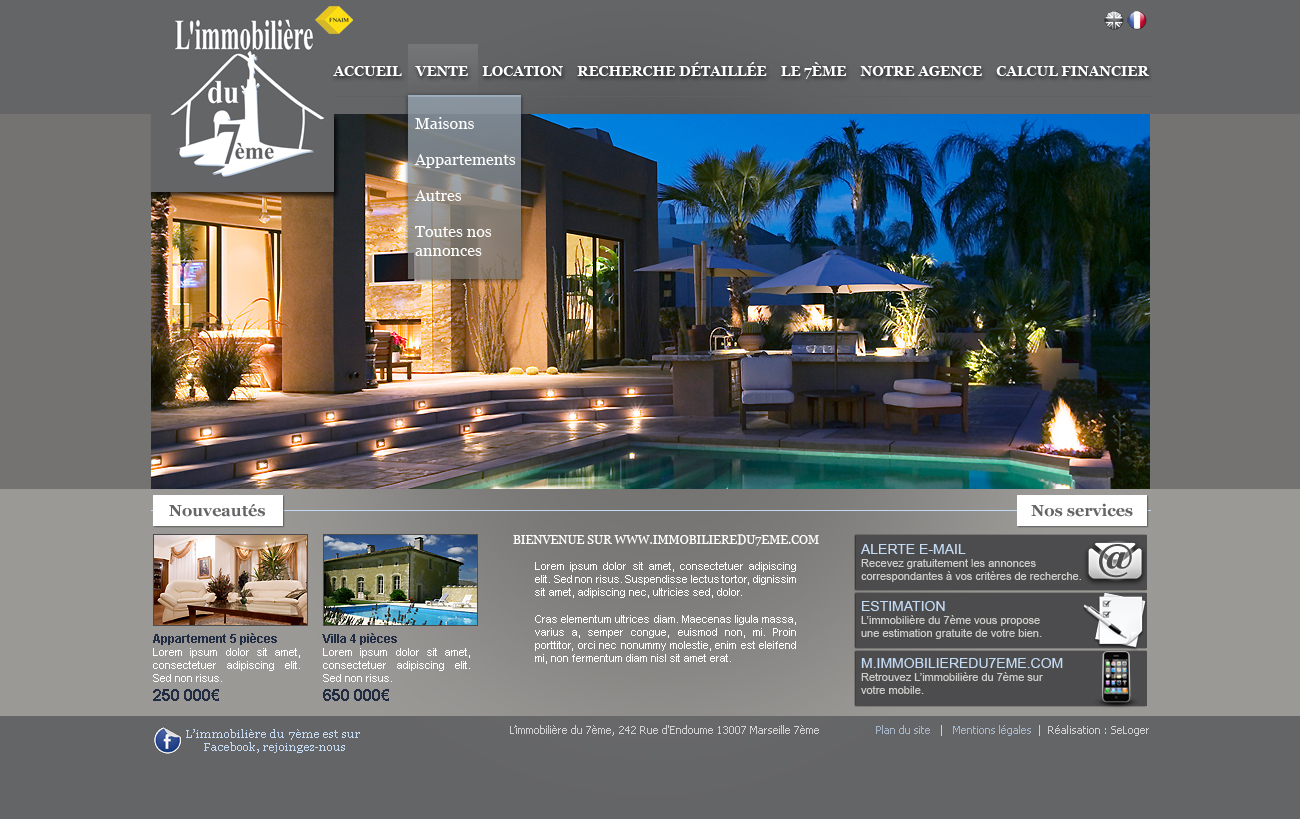 L'immobilière
du
7ème
FNAIM
ACCUEIL VENTE LOCATION RECHERCHE DÉTAILLÉE LE 7ÈME NOTRE AGENCE CALCUL FINANCIER
Maisons
Appartements
Autres
Toutes nos
annonces
Nouveautés
Appartement 5 pièces
Lorem ipsum dolor sit amet,
consectetuer adipiscing elit.
Sed non risus.
250 000€
Villa 4 pièces
Lorem ipsum dolor sit amet,
consectetuer adipiscing elit.
Sed non risus.
650 000€
BIENVENUE SUR WWW.IMMOBILIEREDU7EME.COM
Lorem ipsum dolor sit amet, consectetuer adipiscing
elit. Sed non risus. Suspendisse lectus tortor, dignissim
sit amet, adipiscing nec, ultricies sed, dolor.
Cras elementum ultrices diam. Maecenas ligula massa,
varius a, semper congue, euismod non, mi. Proin
porttitor, orci nec nonummy molestie, enim est eleifend
mi, non fermentum diam nisl sit amet erat.
Nos services
ALERTE E-MAIL
Recevez gratuitement les annonces
correspondantes à vos critères de recherche.
@
ESTIMATION
L'immobilière du 7ème vous propose
une estimation gratuite de votre bien.
M.IMMOBILIEREDU7EME.COM
Retrouvez L'immobilière du 7ème sur
votre mobile.
f
L'immobilière du 7ème est sur
Facebook, rejoingez-nous
L'immobilière du 7ème, 242 Rue d'Endoume 13007 Marseille 7ème
Plan du site | Mentions légales | Réalisation : SeLoger